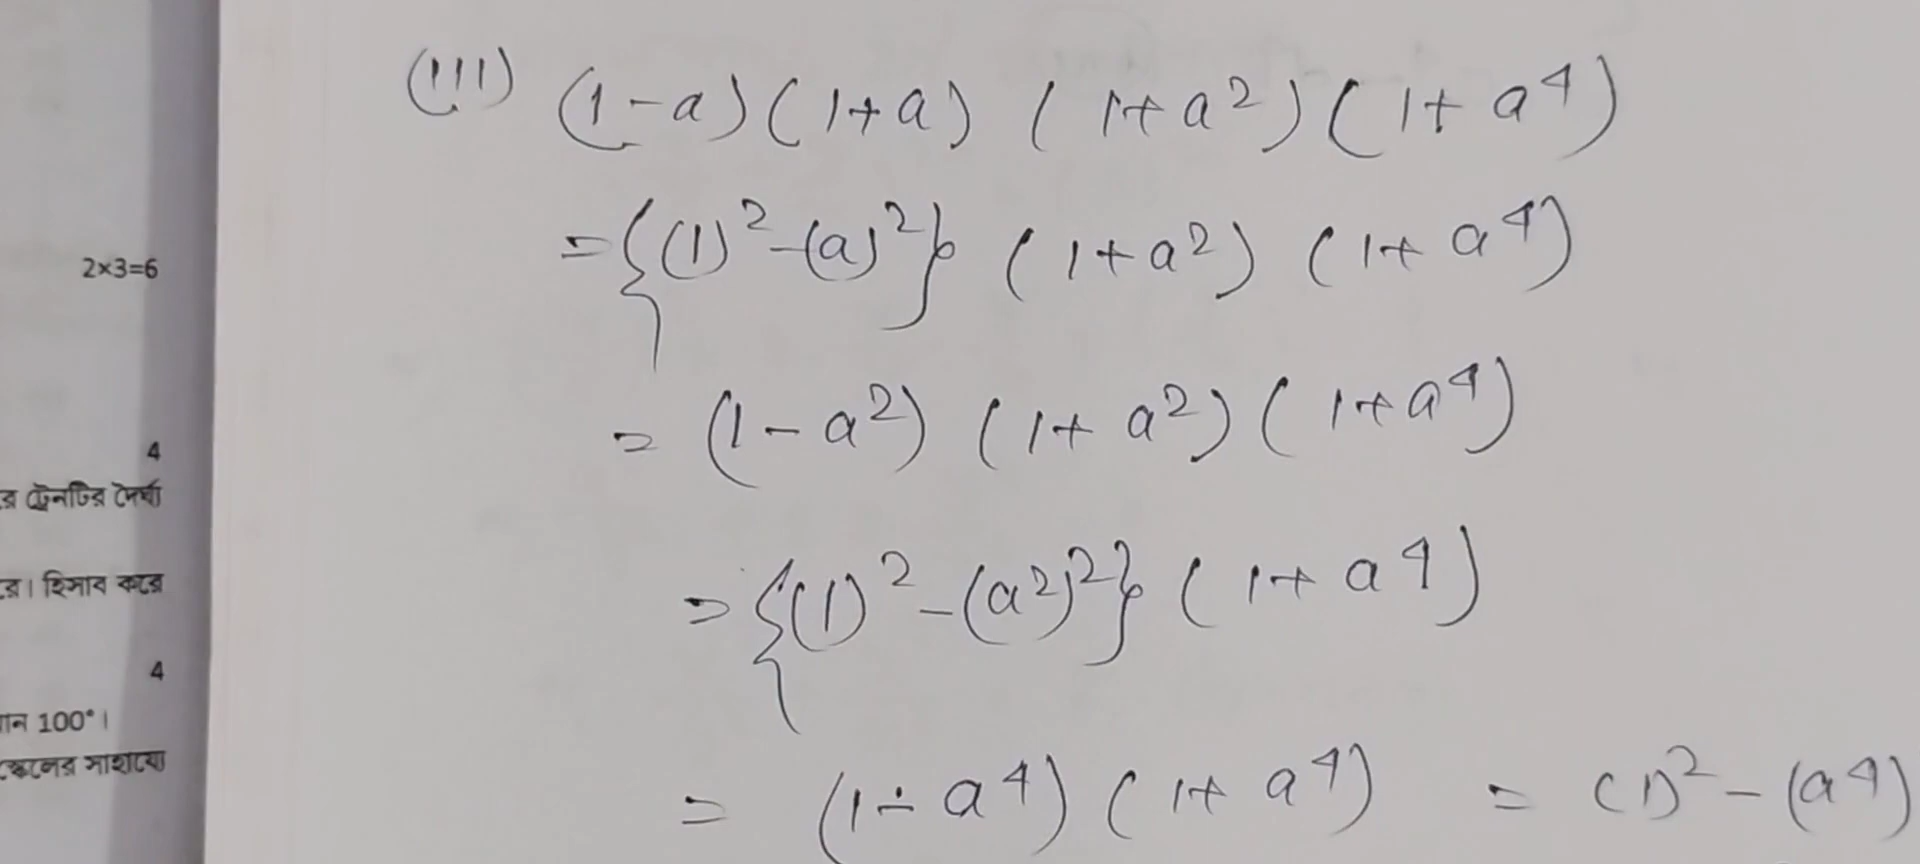 (III) (1-a)(1+a) (1+a²)(1+a⁴)
={(1)²-(a)²} (1+a²) (1+a⁴)
2×3=6
= (1-a²) (1+a²)(1+a⁴)
4
ট্রেনটির দৈর্ঘ্য
={(1)²-(a²)²} (1+a⁴)
। হিসাব করে
4
100°।
= (1-a⁴) (1+a⁴) = (1)²-(a⁴)
স্কেলের সাহায্যে